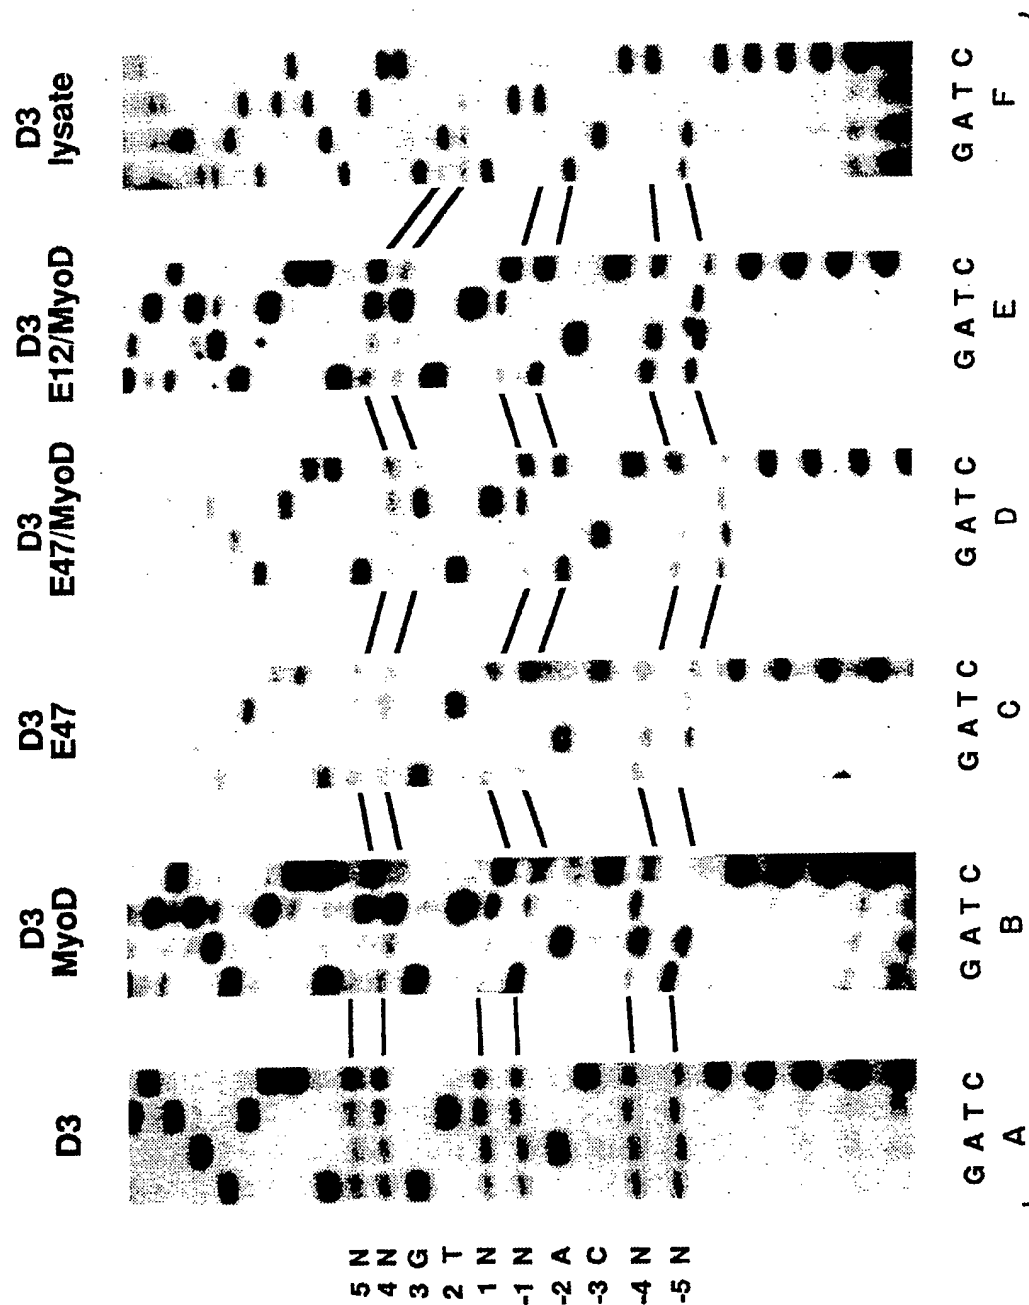 D3
D3
MyoD
D3
E47
D3
E47/MyoD
D3
E12/MyoD
D3
lysate
5 N
4 N
3 G
2 T
1 N
-1 N
-2 A
-3 C
-4 N
-5 N
G A T C
G A T C
G A T C
G A T C
G A T C
G A T C
A
B
C
D
E
F